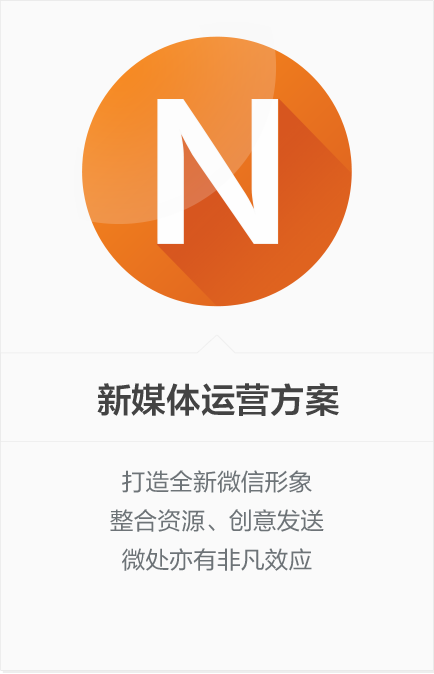 N
新媒体运营方案
打造全新微信形象
整合资源、创意发送
微处亦有非凡效应